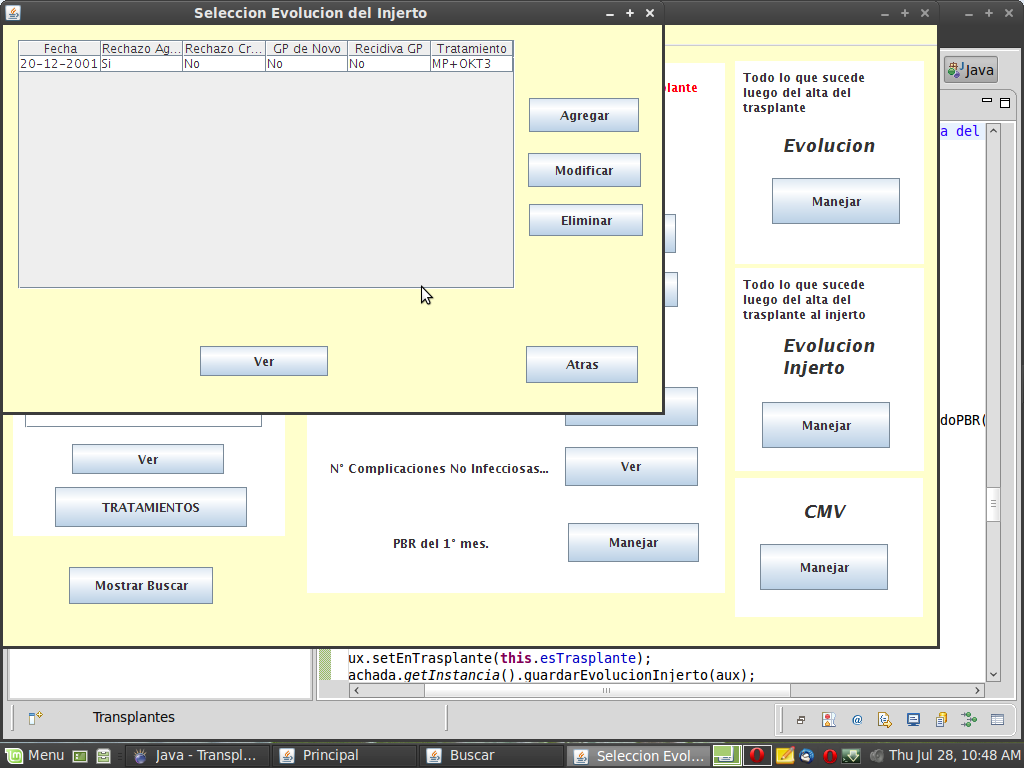 Seleccion Evolucion del Injerto
Fecha Rechazo Ag... Rechazo Cr... GP de Novo Recidiva GP Tratamiento
20-12-2001 Si No No No MP+OKT3
Agregar
Modificar
Eliminar
Ver
Atras
plante
Todo lo que sucede
luego del alta del
trasplante
Evolucion
Manejar
Todo lo que sucede
luego del alta del
trasplante al injerto
Evolucion
Injerto
Manejar
CMV
Manejar
Ver
TRATAMIENTOS
Mostrar Buscar
N° Complicaciones No Infecciosas...
Ver
PBR del 1° mes.
Manejar
Java
a del
doPBR(
ux.setEnTrasplante(this.esTrasplante);
achada.getInstancia().guardarEvolucionInjerto(aux);
Transplantes
Menu
Java - Transpl...
Principal
Buscar
Seleccion Evol...
Thu Jul 28, 10:48 AM